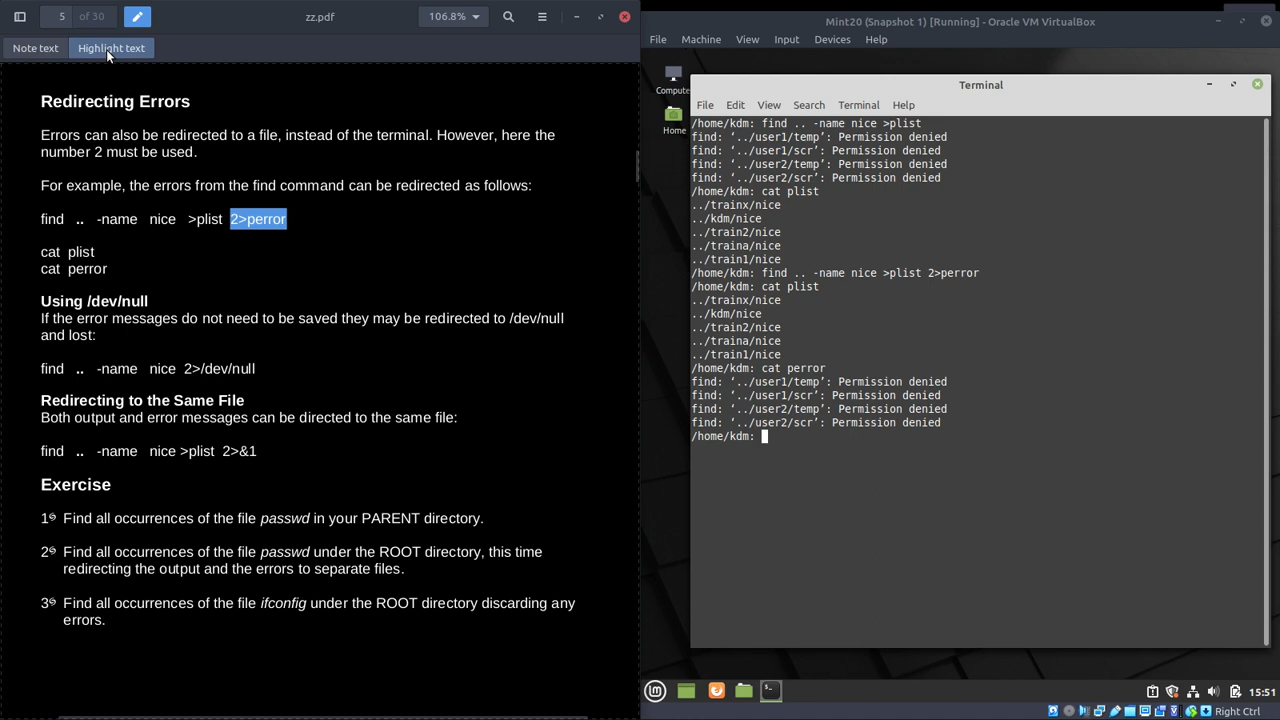 5 of 30
zz.pdf
106.8%
Note text
Highlight text
Redirecting Errors
Errors can also be redirected to a file, instead of the terminal. However, here the
number 2 must be used.
For example, the errors from the find command can be redirected as follows:
find .. -name nice >plist 2>perror
cat plist
cat perror
Using /dev/null
If the error messages do not need to be saved they may be redirected to /dev/null
and lost:
find .. -name nice 2>/dev/null
Redirecting to the Same File
Both output and error messages can be directed to the same file:
find .. -name nice >plist 2>&1
Exercise
1 Find all occurrences of the file passwd in your PARENT directory.
2 Find all occurrences of the file passwd under the ROOT directory, this time
redirecting the output and the errors to separate files.
3 Find all occurrences of the file ifconfig under the ROOT directory discarding any
errors.
Mint20 (Snapshot 1) [Running] - Oracle VM VirtualBox
File Machine View Input Devices Help
Compute
Home
Terminal
File Edit View Search Terminal Help
/home/kdm: find .. -name nice >plist
find: ‘../user1/temp’: Permission denied
find: ‘../user1/scr’: Permission denied
find: ‘../user2/temp’: Permission denied
find: ‘../user2/scr’: Permission denied
/home/kdm: cat plist
../trainx/nice
../kdm/nice
../train2/nice
../traina/nice
../train1/nice
/home/kdm: find .. -name nice >plist 2>perror
/home/kdm: cat plist
../trainx/nice
../kdm/nice
../train2/nice
../traina/nice
../train1/nice
/home/kdm: cat perror
find: ‘../user1/temp’: Permission denied
find: ‘../user1/scr’: Permission denied
find: ‘../user2/temp’: Permission denied
find: ‘../user2/scr’: Permission denied
/home/kdm:
15:51
Right Ctrl